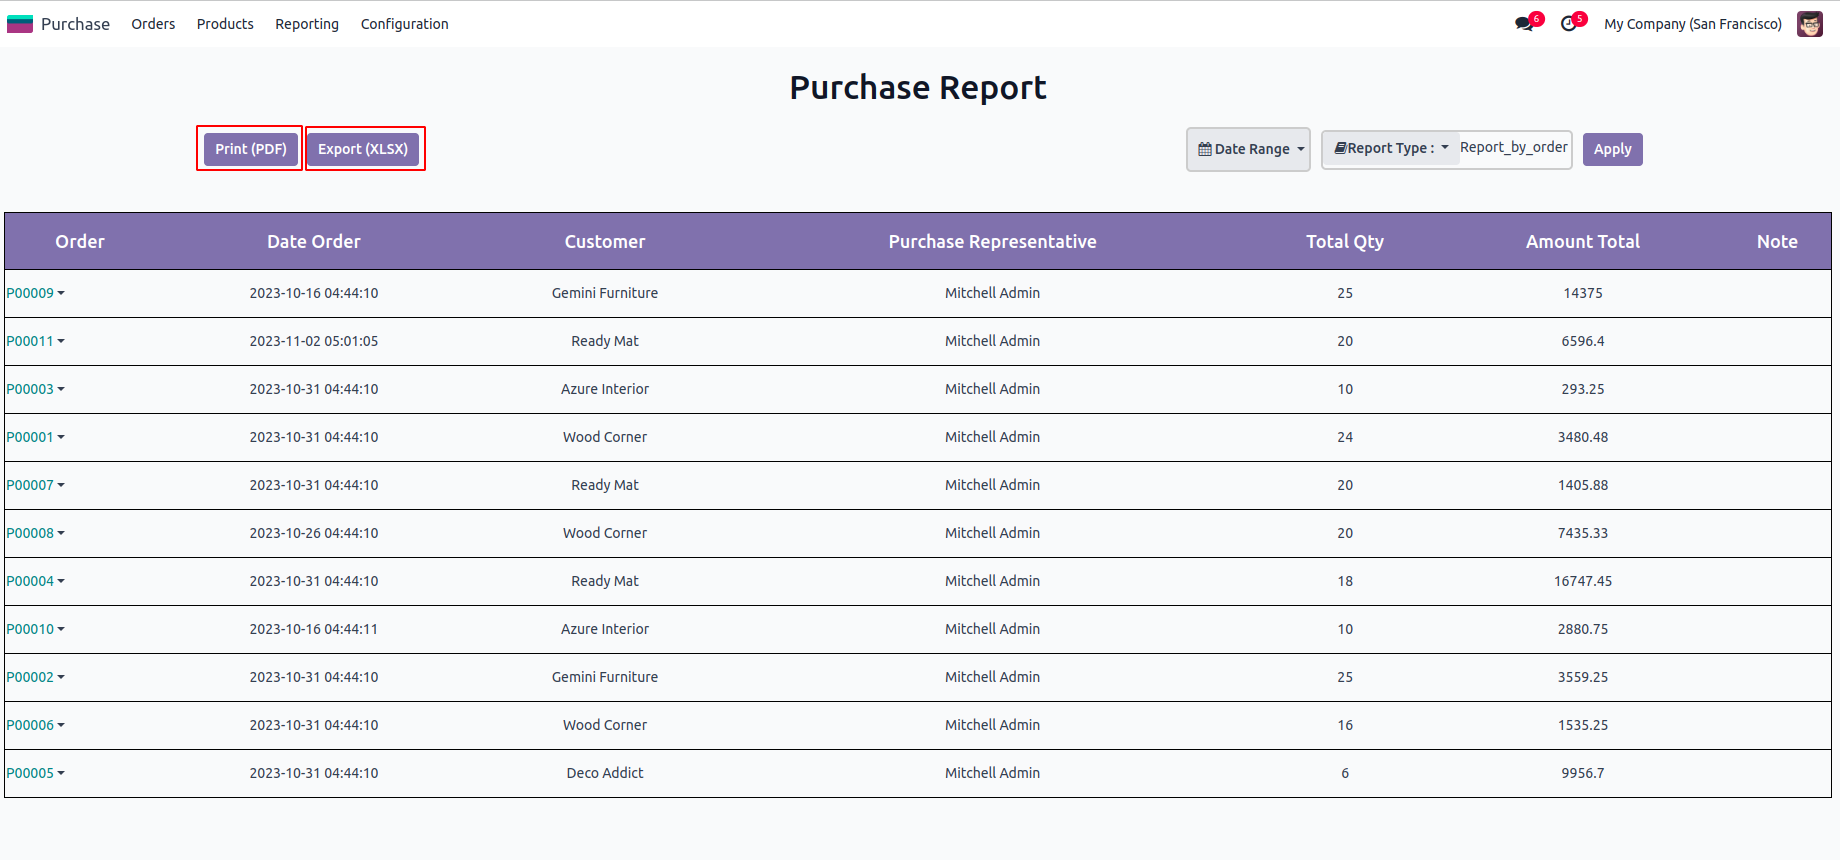 Purchase Orders Products Reporting Configuration 6 5 My Company (San Francisco)
Purchase Report
Print (PDF) Export (XLSX) Date Range Report Type : Report_by_order Apply
Order Date Order Customer Purchase Representative Total Qty Amount Total Note
P00009 2023-10-16 04:44:10 Gemini Furniture Mitchell Admin 25 14375
P00011 2023-11-02 05:01:05 Ready Mat Mitchell Admin 20 6596.4
P00003 2023-10-31 04:44:10 Azure Interior Mitchell Admin 10 293.25
P00001 2023-10-31 04:44:10 Wood Corner Mitchell Admin 24 3480.48
P00007 2023-10-31 04:44:10 Ready Mat Mitchell Admin 20 1405.88
P00008 2023-10-26 04:44:10 Wood Corner Mitchell Admin 20 7435.33
P00004 2023-10-31 04:44:10 Ready Mat Mitchell Admin 18 16747.45
P00010 2023-10-16 04:44:11 Azure Interior Mitchell Admin 10 2880.75
P00002 2023-10-31 04:44:10 Gemini Furniture Mitchell Admin 25 3559.25
P00006 2023-10-31 04:44:10 Wood Corner Mitchell Admin 16 1535.25
P00005 2023-10-31 04:44:10 Deco Addict Mitchell Admin 6 9956.7